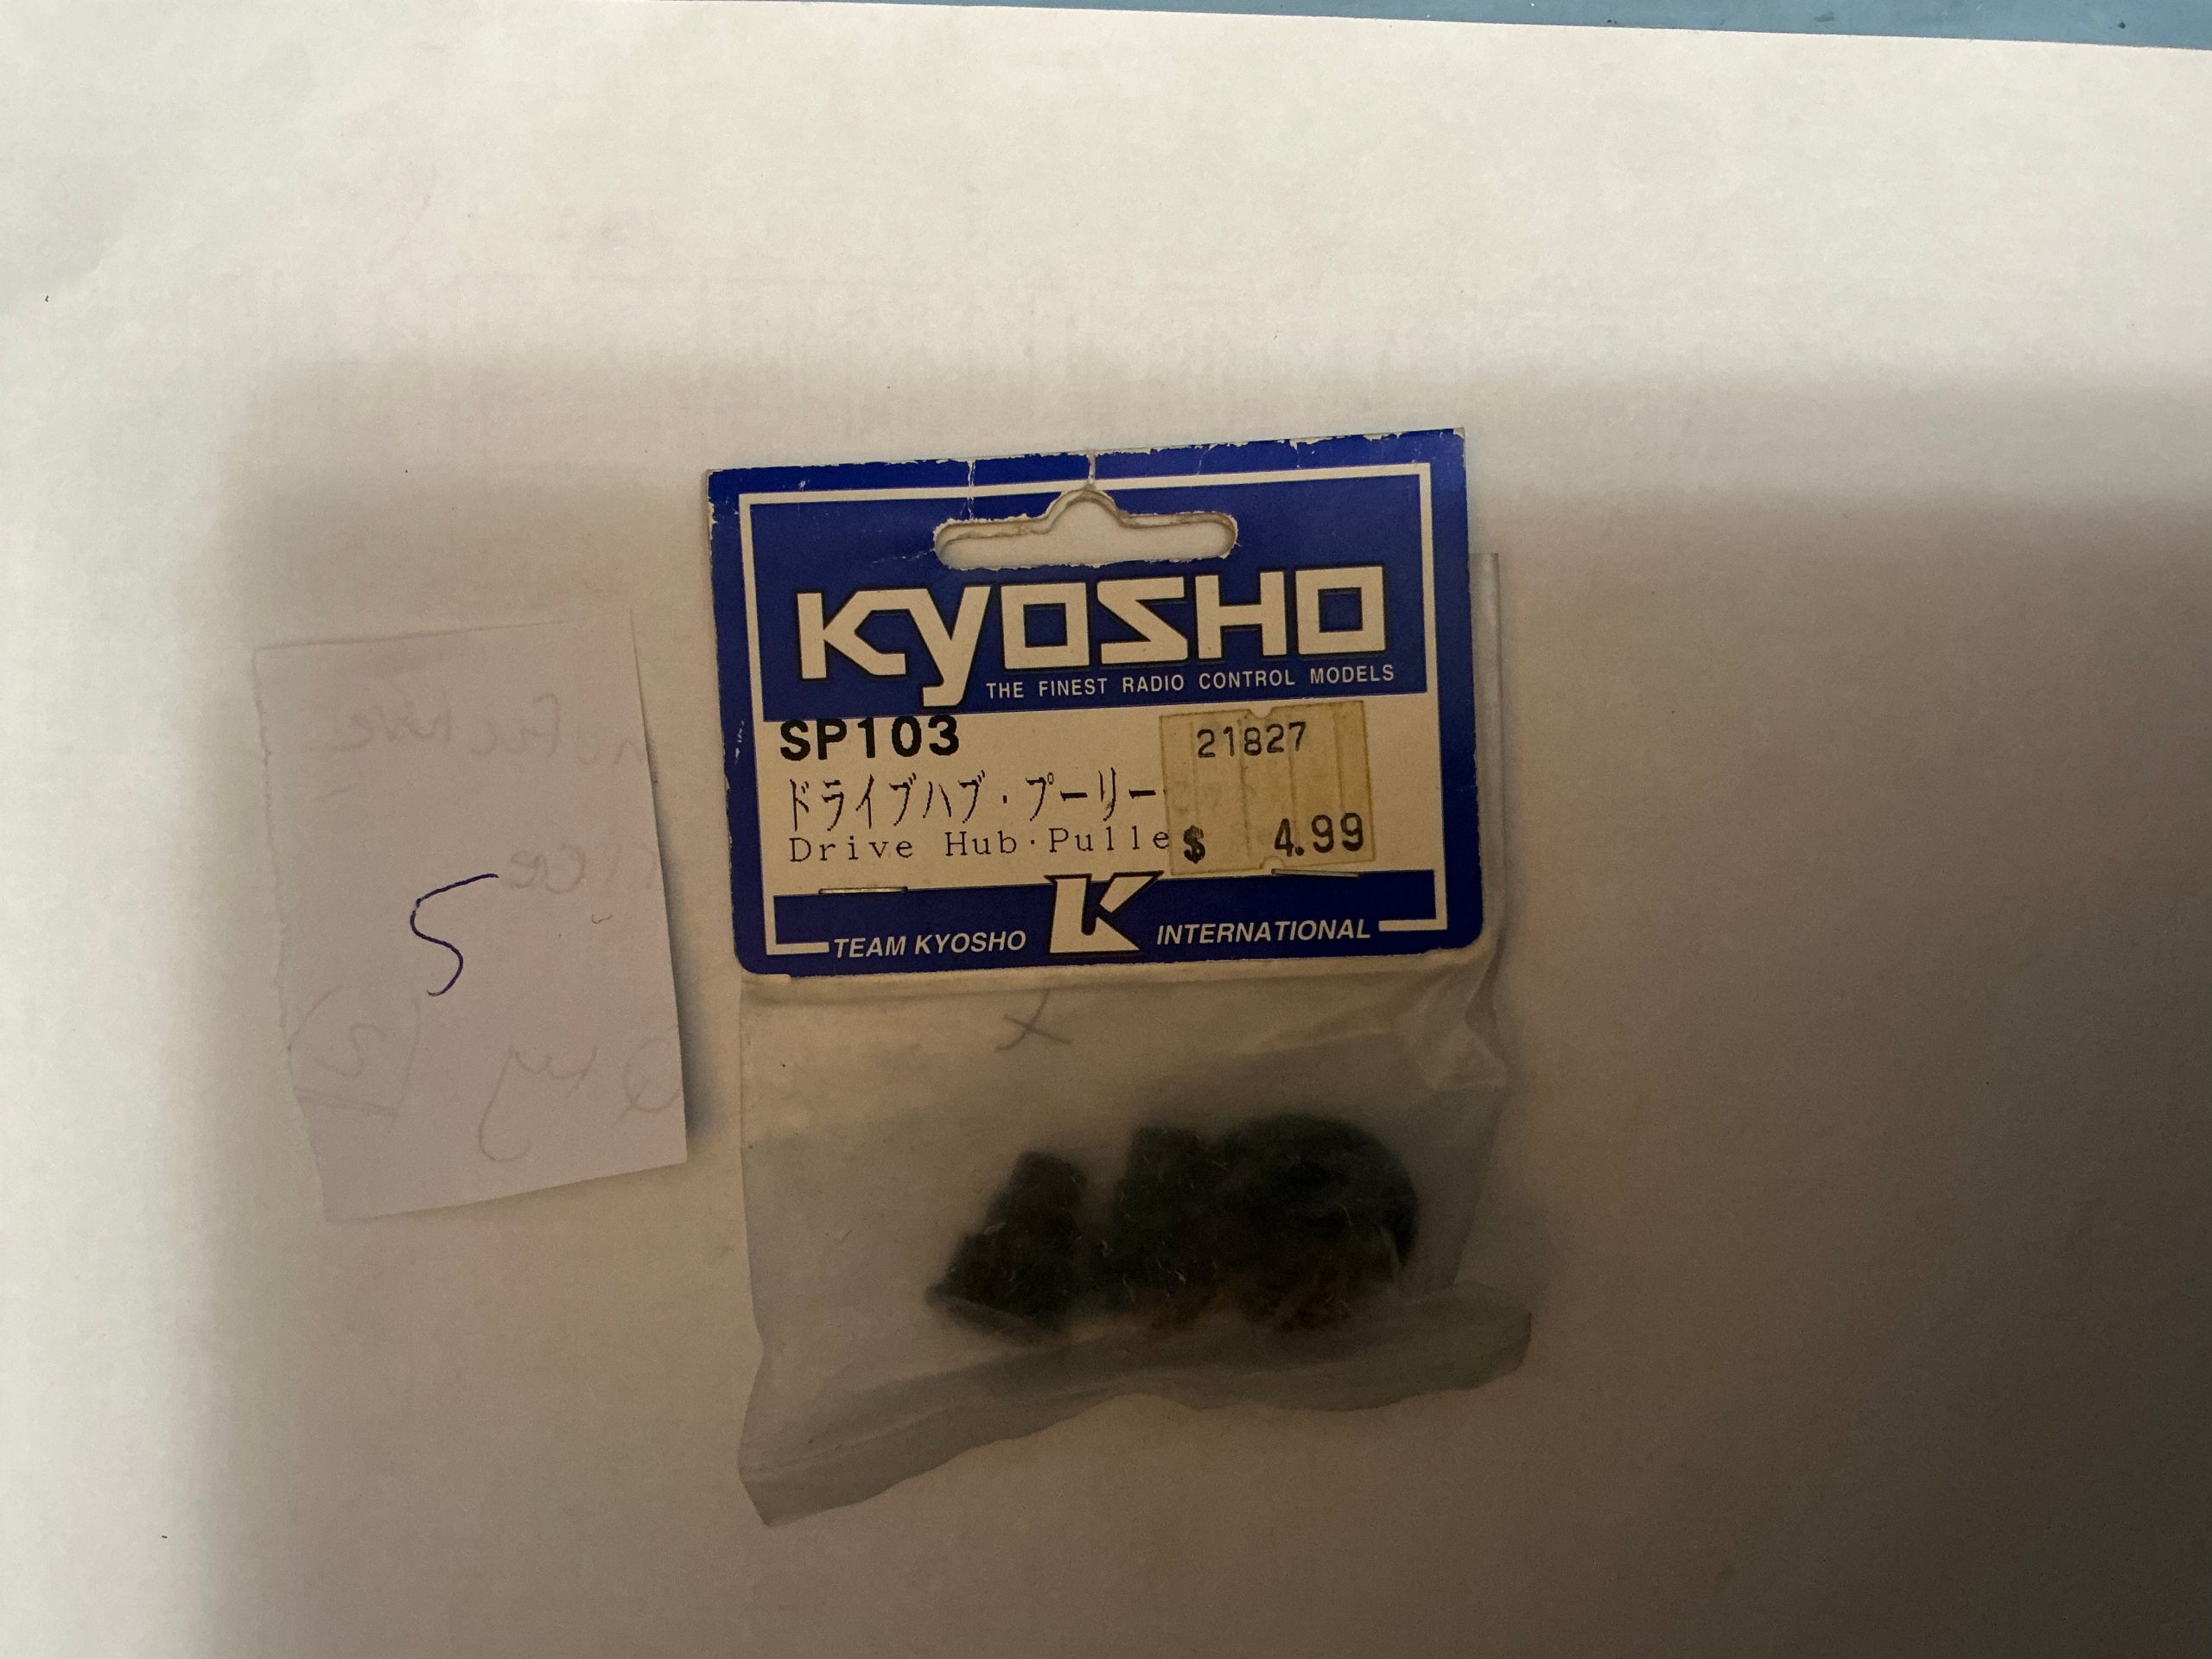 KYOSHO
THE FINEST RADIO CONTROL MODELS
SP103
21827
ドライブハブ・プーリー
Drive Hub·Pulle
$ 4.99
TEAM KYOSHO K INTERNATIONAL
5
x